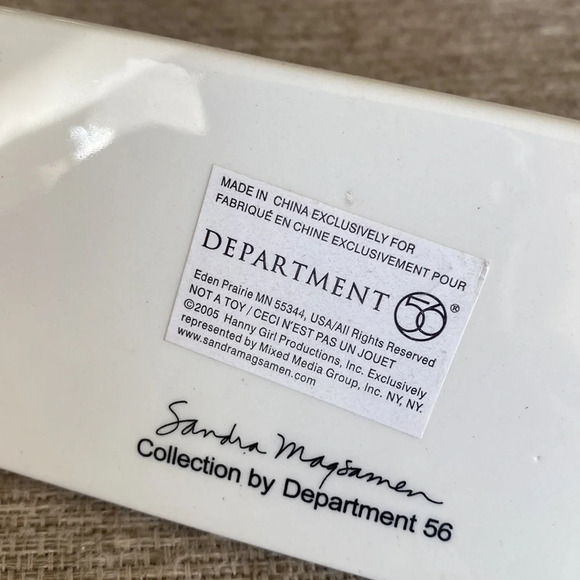 MADE IN CHINA EXCLUSIVELY FOR
FABRIQUÉ EN CHINE EXCLUSIVEMENT POUR
DEPARTMENT 56®
Eden Prairie MN 55344, USA/All Rights Reserved
NOT A TOY / CECI N'EST PAS UN JOUET
©2005 Hanny Girl Productions, Inc. Exclusively
represented by Mixed Media Group, Inc. NY, NY.
www.sandramagsamen.com
Sandra Magsamen
Collection by Department 56